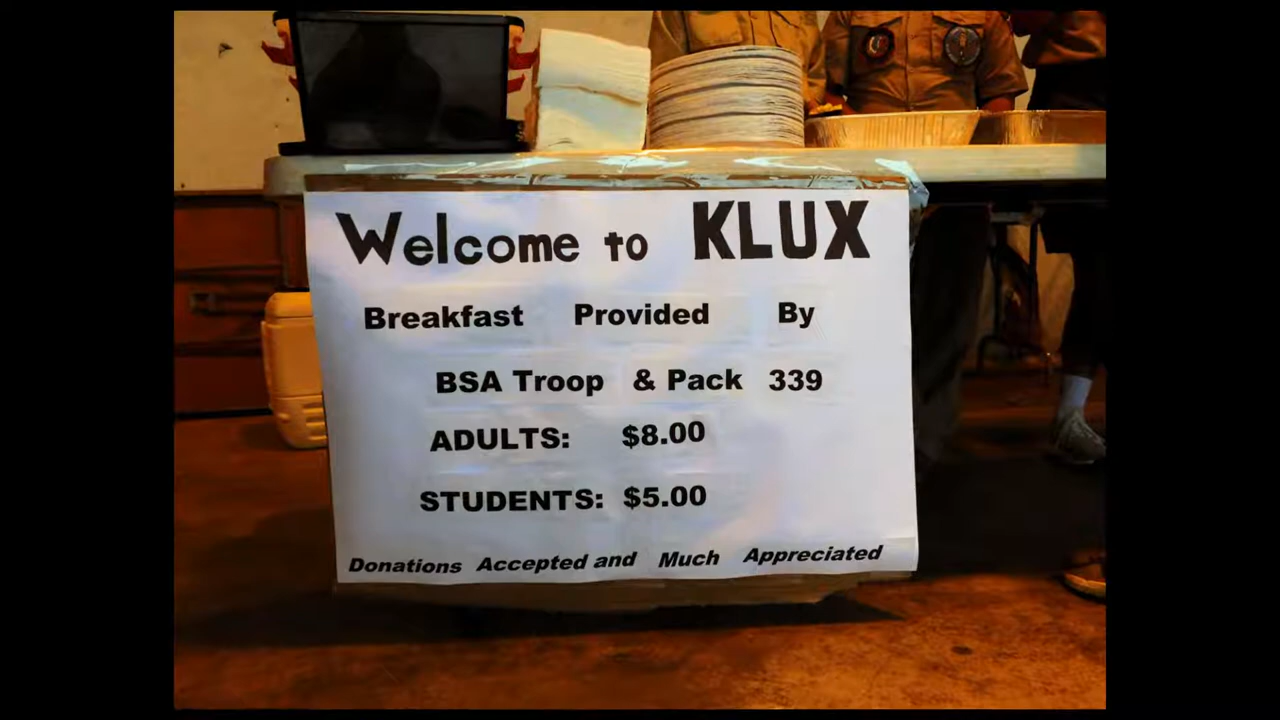 Welcome to KLUX
Breakfast Provided By
BSA Troop & Pack 339
ADULTS: $8.00
STUDENTS: $5.00
Donations Accepted and Much Appreciated